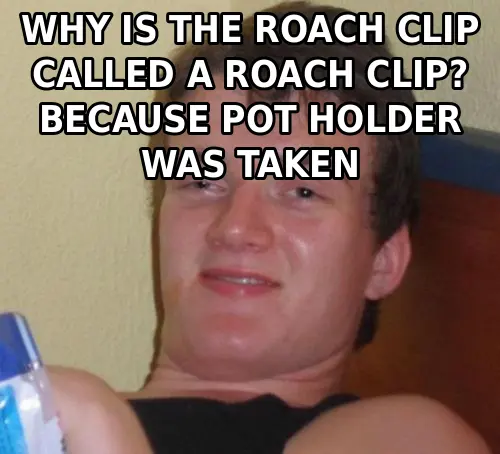 WHY IS THE ROACH CLIP
CALLED A ROACH CLIP?
BECAUSE POT HOLDER
WAS TAKEN